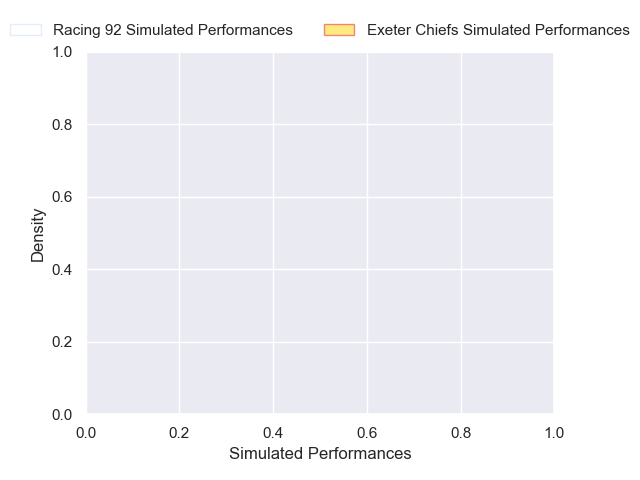 Racing 92 Simulated Performances
Exeter Chiefs Simulated Performances
1.0
0.8
0.6
0.4
0.2
0.0
Density
0.0 0.2 0.4 0.6 0.8 1.0
Simulated Performances